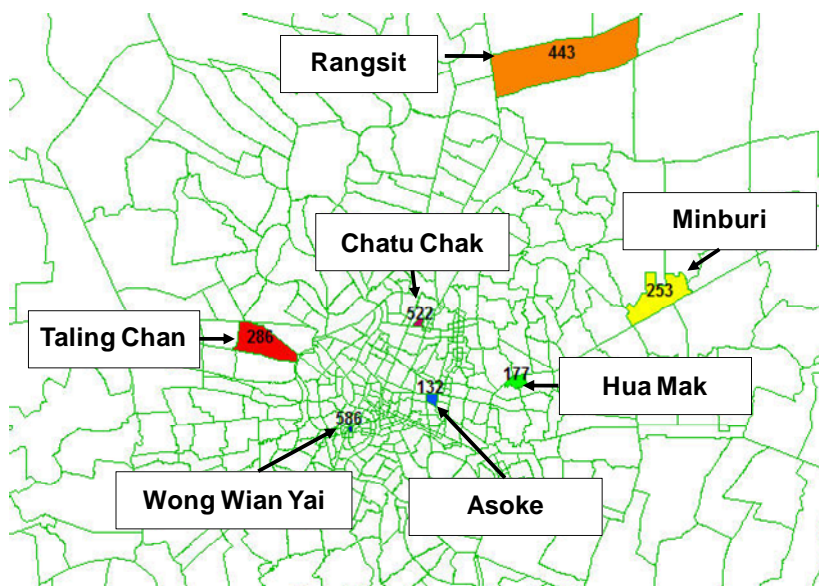 Rangsit
443
Minburi
Chatu Chak
253
522
Taling Chan
286
177
Hua Mak
132
586
Wong Wian Yai
Asoke